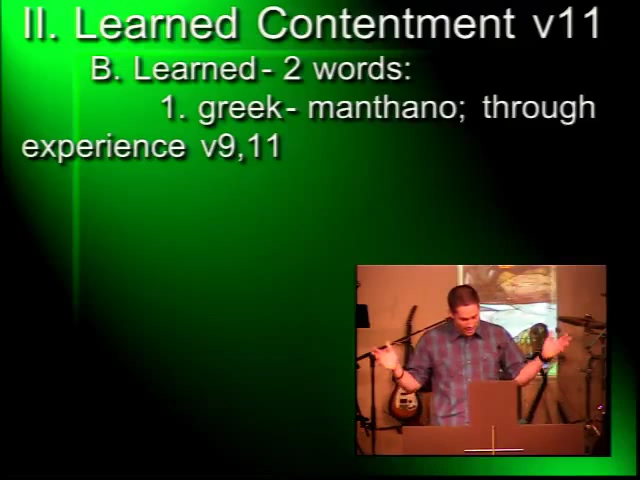 II. Learned Contentment v11
B. Learned- 2 words:
1. greek- manthano; through
experience v9,11